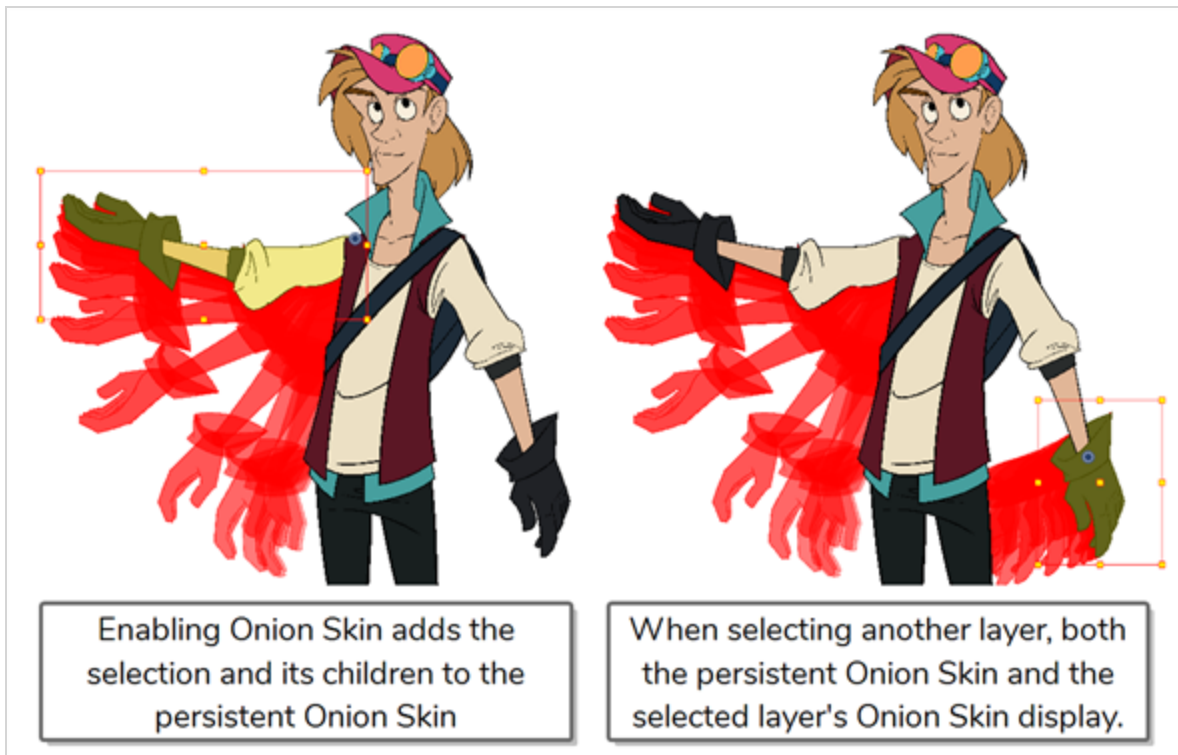 Enabling Onion Skin adds the
selection and its children to the
persistent Onion Skin
When selecting another layer, both
the persistent Onion Skin and the
selected layer's Onion Skin display.